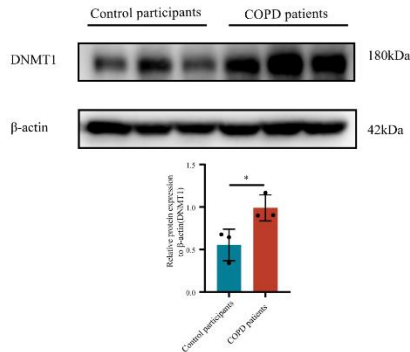 Control participants COPD patients
DNMT1 180kDa
β-actin 42kDa
Relative protein expression
to β-actin(DNMT1)
1.5
*
1.0
0.5
0.0
Control participants
COPD patients